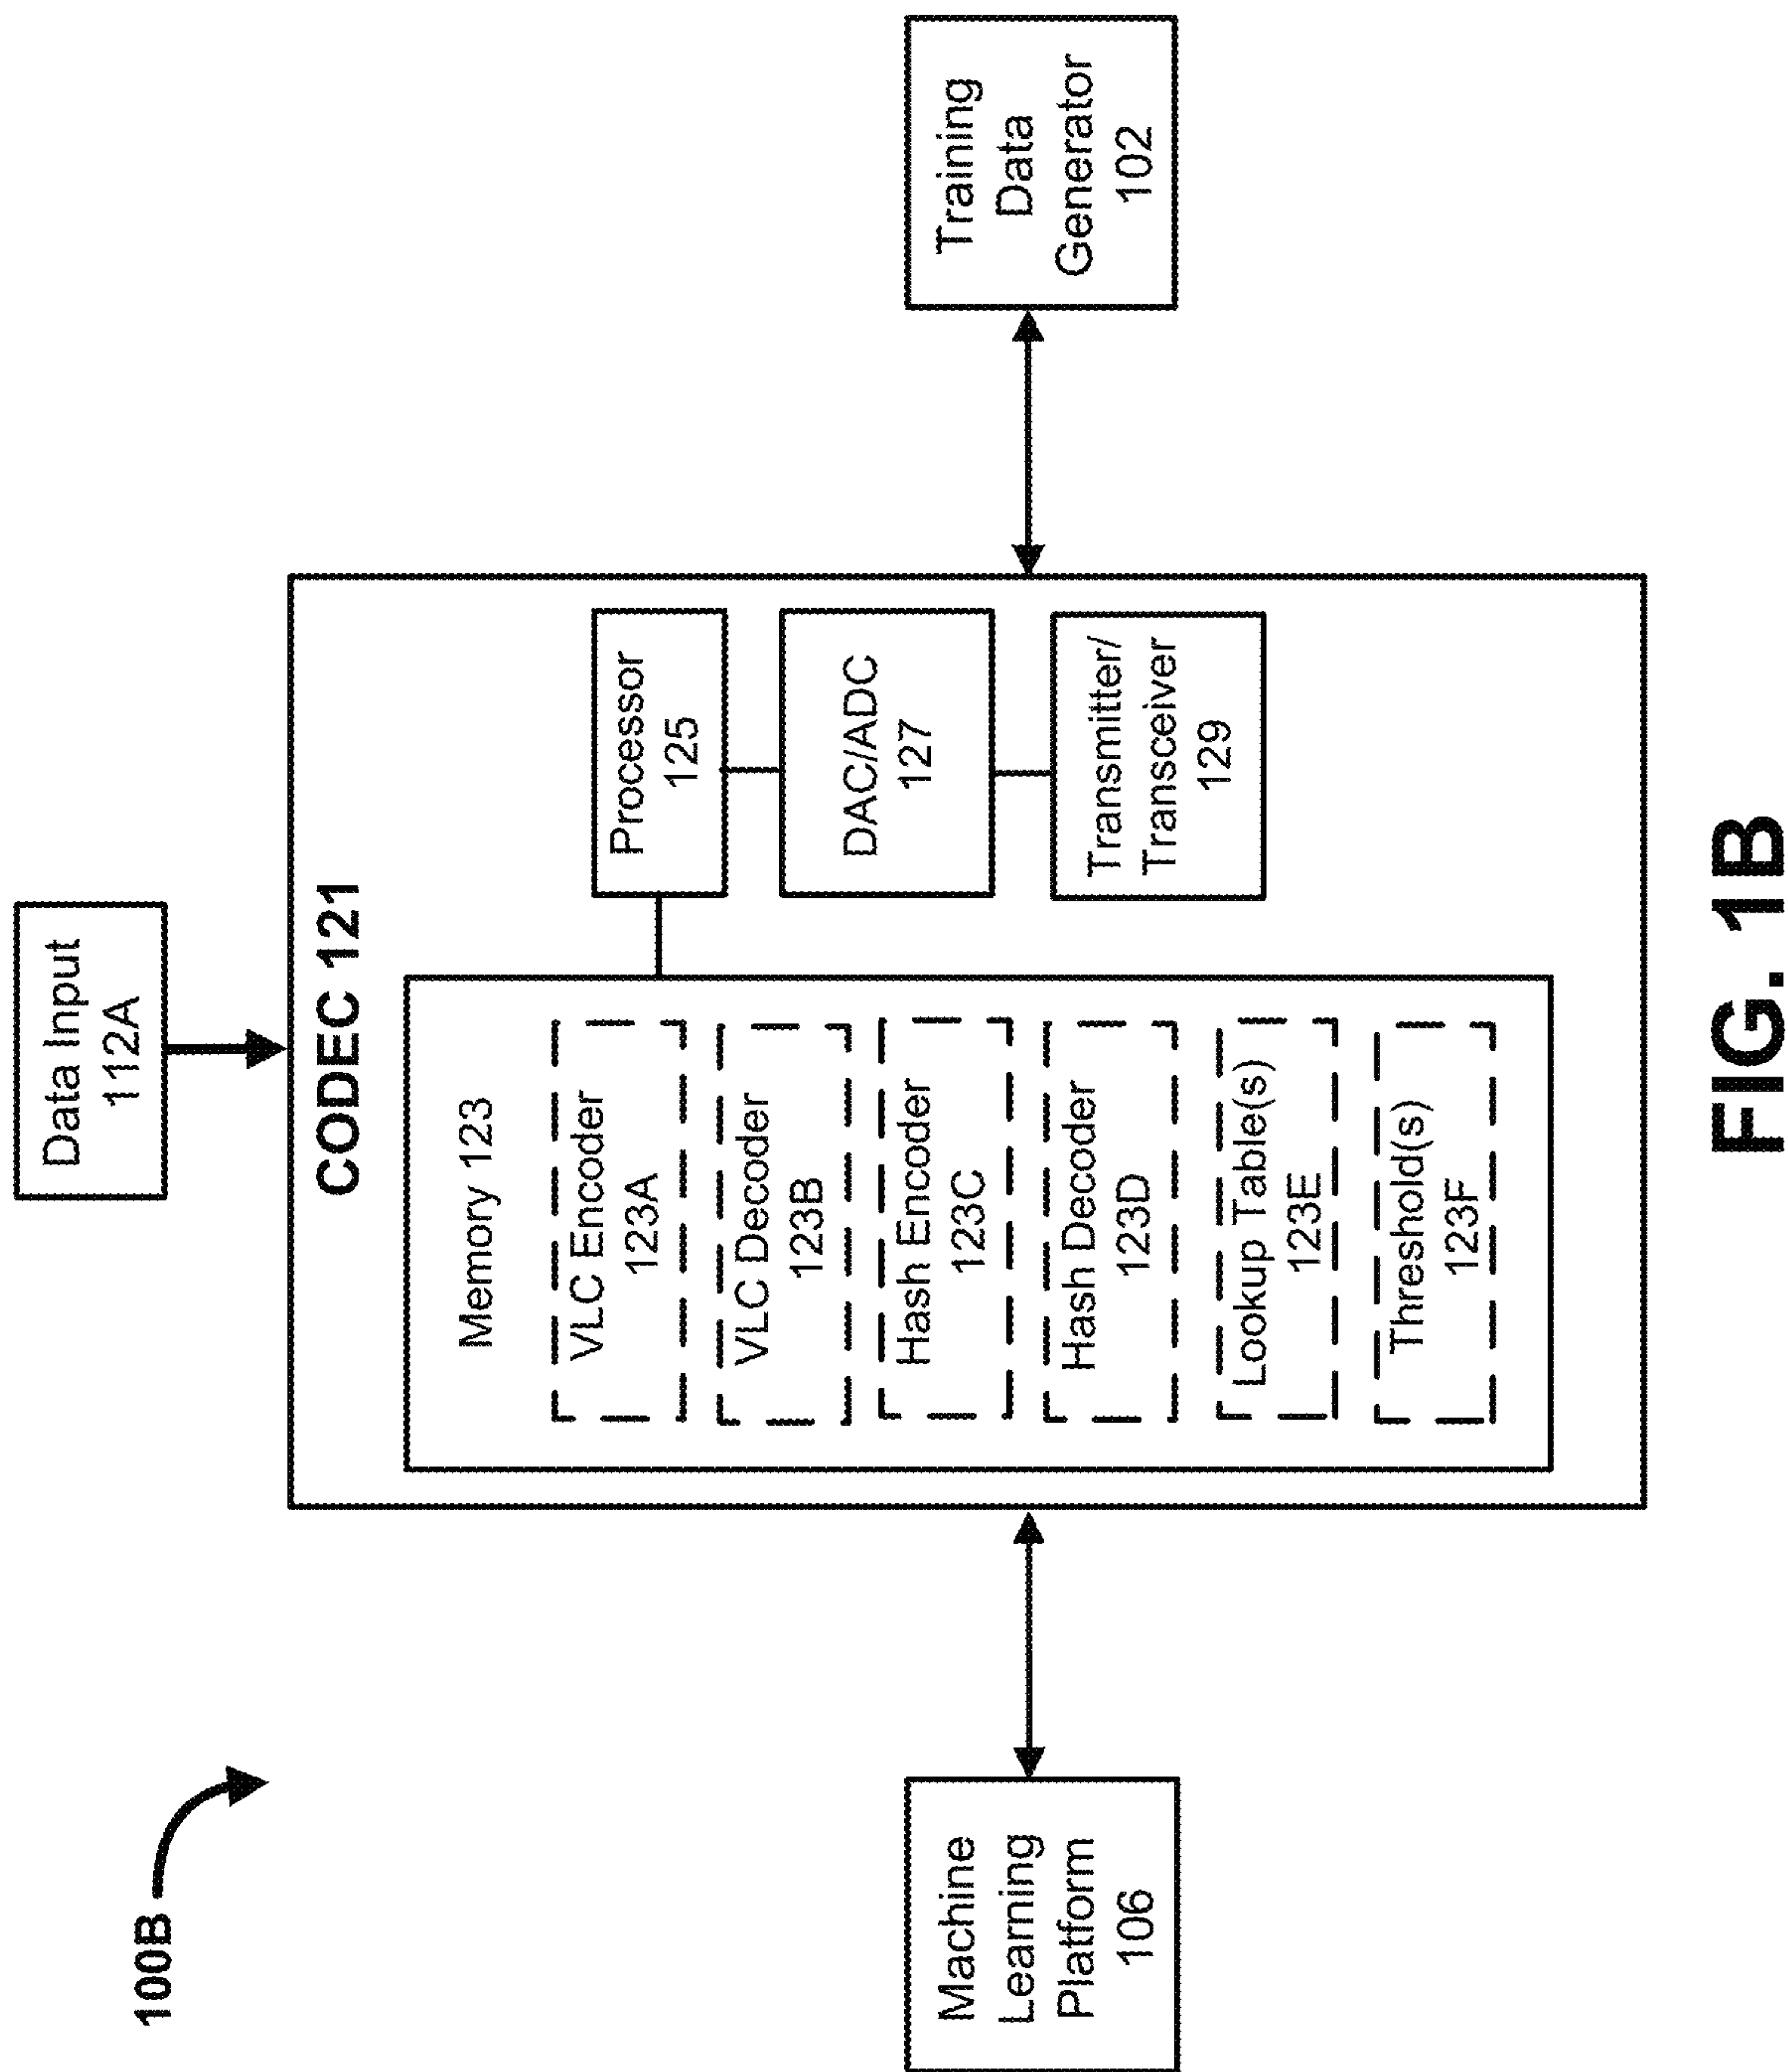 100B
Data Input
112A
CODEC 121
Memory 123
VLC Encoder
123A
VLC Decoder
123B
Hash Encoder
123C
Hash Decoder
123D
Lookup Table(s)
123E
Threshold(s)
123F
Processor
125
DAC/ADC
127
Transmitter/
Transceiver
129
Machine
Learning
Platform
106
Training
Data
Generator
102
FIG. 1B